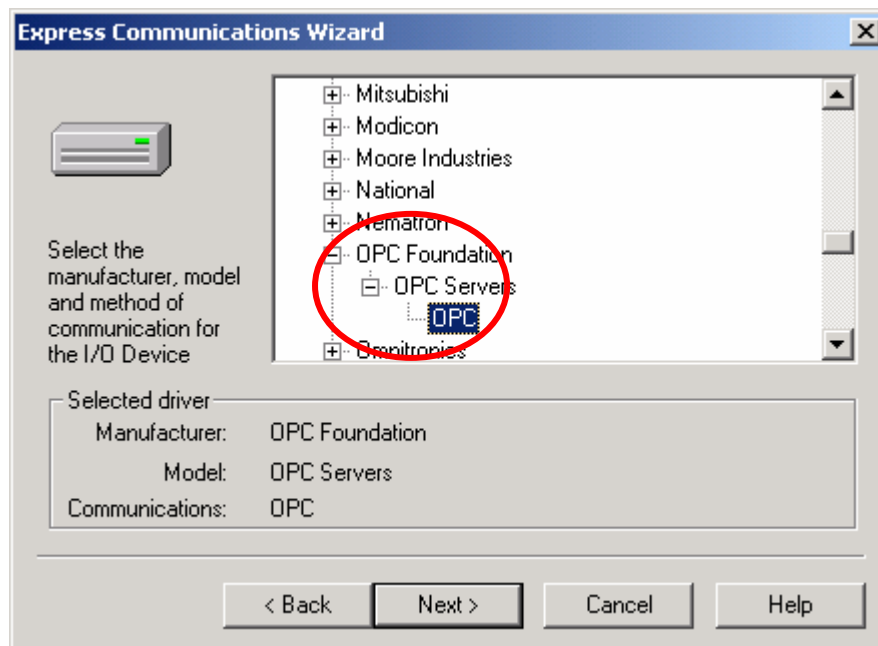 Express Communications Wizard
Mitsubishi
Modicon
Moore Industries
National
Nematron
OPC Foundation
OPC Servers
OPC
Omnitronics
Select the
manufacturer, model
and method of
communication for
the I/O Device
Selected driver
Manufacturer: OPC Foundation
Model: OPC Servers
Communications: OPC
< Back Next > Cancel Help